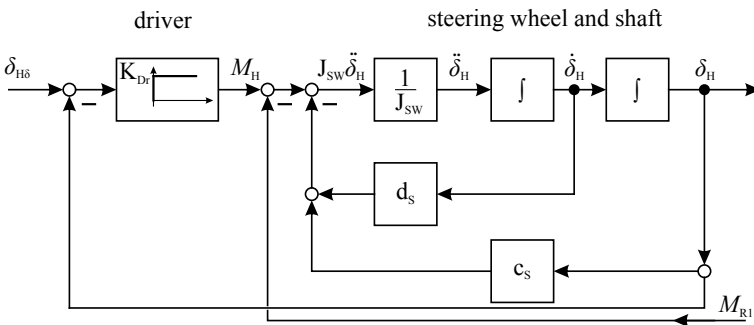 driver
steering wheel and shaft
δHδ
KDr
MH
JSWδ̈H
1
JSW
δ̈H
∫
δ̇H
∫
δH
dS
cS
MR1